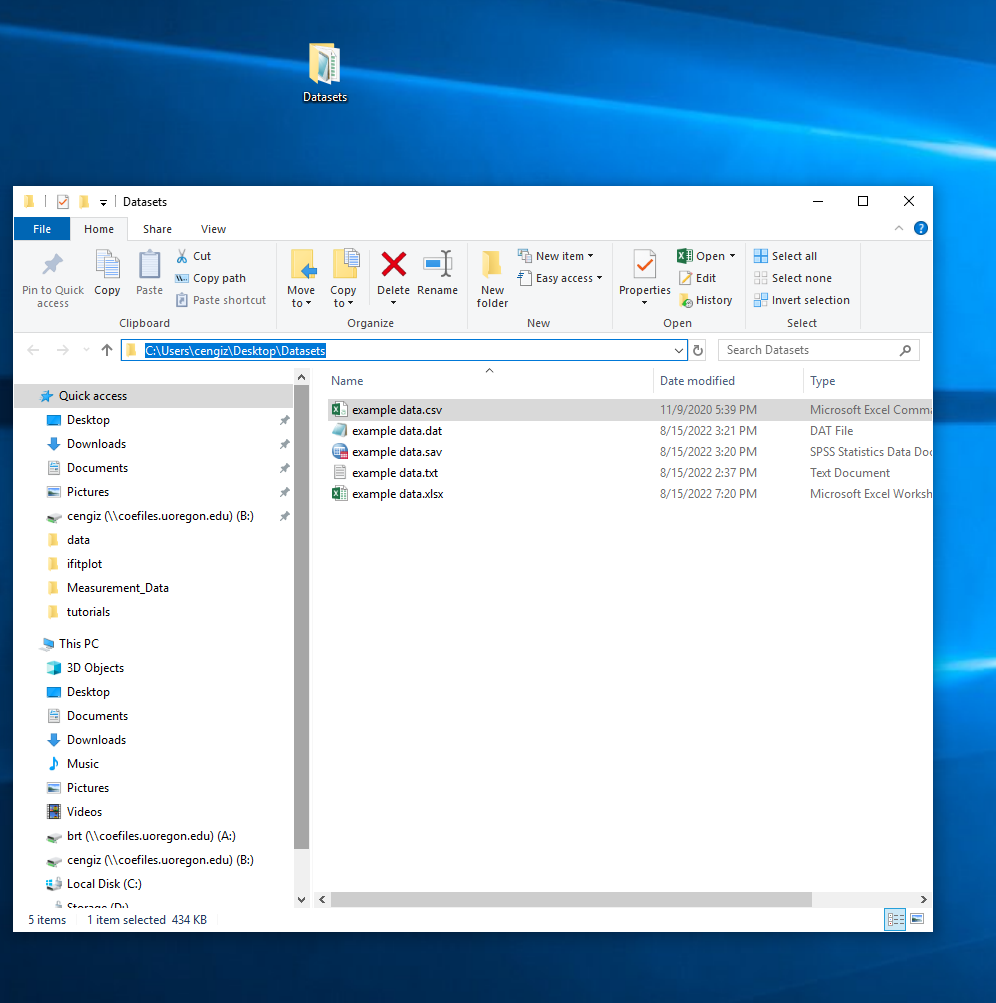 Datasets
Datasets
File Home Share View
Pin to Quick access
Copy
Paste
Cut
Copy path
Paste shortcut
Clipboard
Move to
Copy to
Delete
Rename
Organize
New folder
New item
Easy access
New
Properties
Open
Edit
History
Open
Select all
Select none
Invert selection
Select
C:\Users\cengiz\Desktop\Datasets
Search Datasets
Quick access
Desktop
Downloads
Documents
Pictures
cengiz (\\coefiles.uoregon.edu) (B:)
data
ifitplot
Measurement_Data
tutorials
This PC
3D Objects
Desktop
Documents
Downloads
Music
Pictures
Videos
brt (\\coefiles.uoregon.edu) (A:)
cengiz (\\coefiles.uoregon.edu) (B:)
Local Disk (C:)
Storage (D:)
Name Date modified Type
example data.csv 11/9/2020 5:39 PM Microsoft Excel Comma
example data.dat 8/15/2022 3:21 PM DAT File
example data.sav 8/15/2022 3:20 PM SPSS Statistics Data Doc
example data.txt 8/15/2022 2:37 PM Text Document
example data.xlsx 8/15/2022 7:20 PM Microsoft Excel Worksh
5 items 1 item selected 434 KB